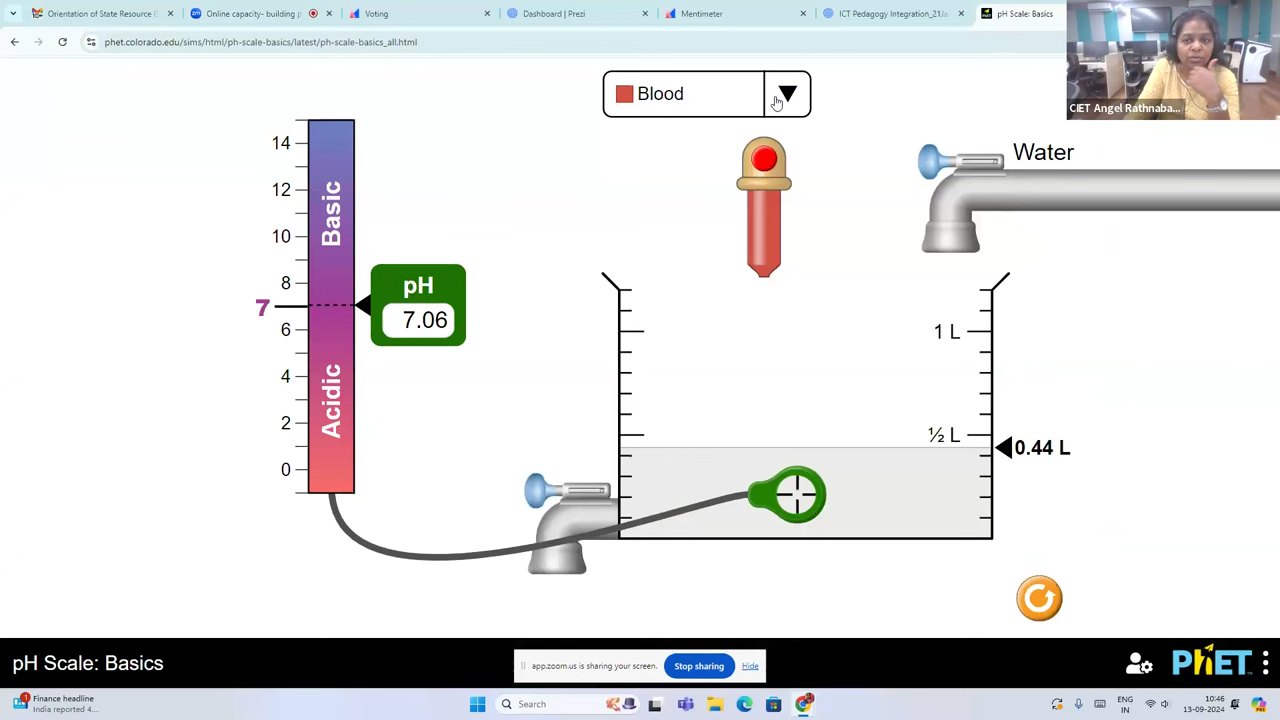 Orientation of State Resource G
Online capacity- building p
Voting
Dashboard | Prezi
Mentimeter
ICT Pedagogy Integration_21Ja
pH Scale: Basics
phet.colorado.edu/sims/html/ph-scale-basics/latest/ph-scale-basics_all.html
CIET Angel Rathnaba...
Blood
Water
14
12
10
8
7
6
4
2
0
Basic
Acidic
pH
7.06
1 L
½ L
0.44 L
pH Scale: Basics
app.zoom.us is sharing your screen.
Stop sharing
Hide
PhET
Finance headline
India reported 4....
Search
ENG
IN
10:46
13-09-2024